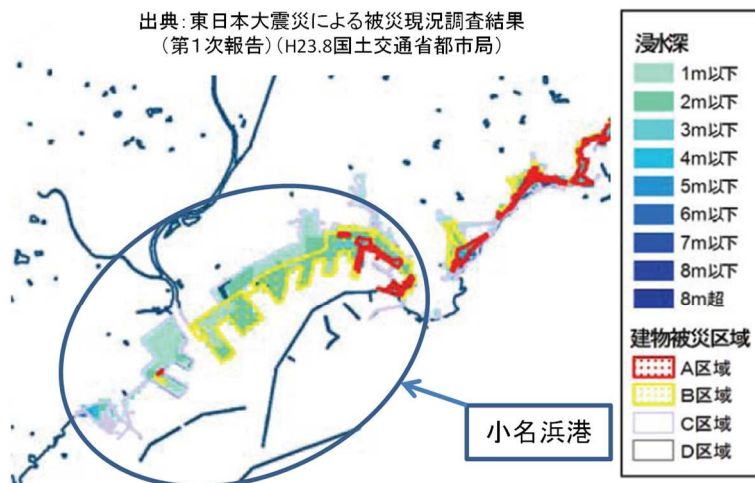 出典:東日本大震災による被災現況調査結果
(第1次報告)(H23.8国土交通省都市局)
浸水深
1m以下
2m以下
3m以下
4m以下
5m以下
6m以下
7m以下
8m以下
8m超
建物被災区域
A区域
B区域
C区域
D区域
小名浜港